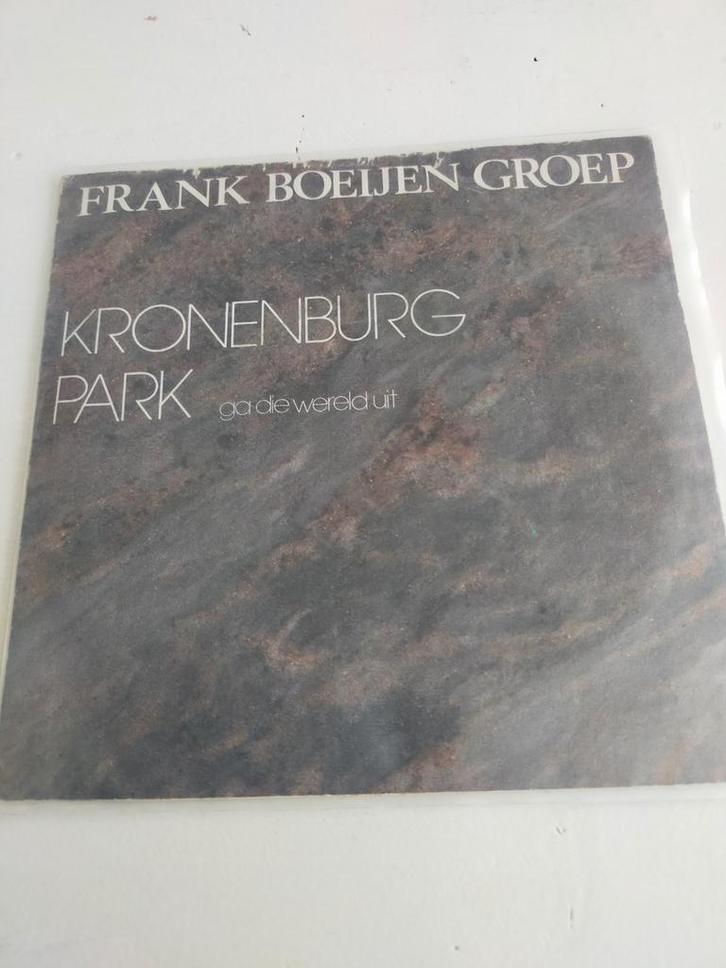 FRANK BOEIJEN GROEP
KRONENBURG
PARK ga die wereld uit